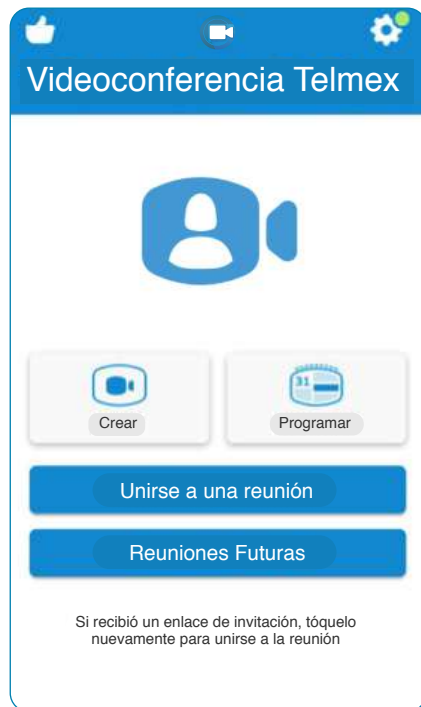 Videoconferencia Telmex
31
Crear
Programar
Unirse a una reunión
Reuniones Futuras
Si recibió un enlace de invitación, tóquelo
nuevamente para unirse a la reunión